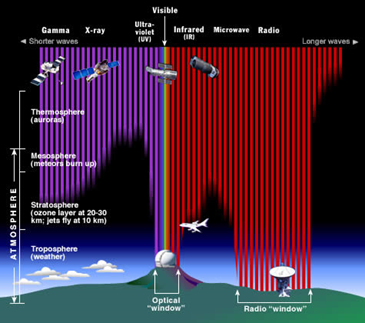 Visible
Gamma
X-ray
Ultra-
violet
(UV)
Infrared
(IR)
Microwave
Radio
Shorter waves
Longer waves
Thermosphere
(auroras)
Mesosphere
(meteors burn up)
Stratosphere
(ozone layer at 20-30
km; jets fly at 10 km)
Troposphere
(weather)
ATMOSPHERE
Optical
"window"
Radio "window"